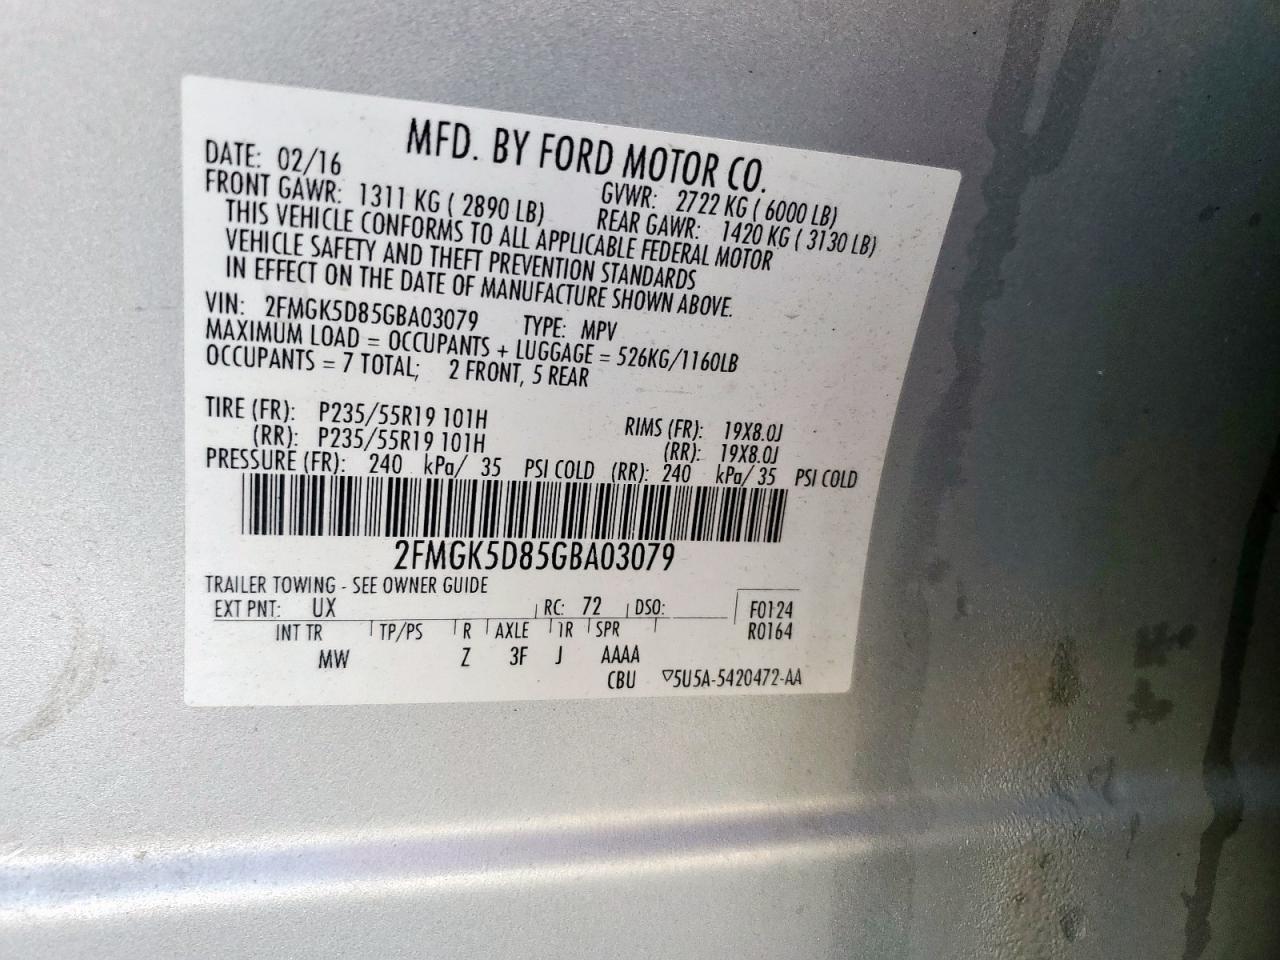 MFD. BY FORD MOTOR CO.
DATE: 02/16 GVWR: 2722 KG ( 6000 LB)
FRONT GAWR: 1311 KG ( 2890 LB) REAR GAWR: 1420 KG ( 3130 LB)
THIS VEHICLE CONFORMS TO ALL APPLICABLE FEDERAL MOTOR
VEHICLE SAFETY AND THEFT PREVENTION STANDARDS
IN EFFECT ON THE DATE OF MANUFACTURE SHOWN ABOVE.
VIN: 2FMGK5D85GBA03079 TYPE: MPV
MAXIMUM LOAD = OCCUPANTS + LUGGAGE = 526KG/1160LB
OCCUPANTS = 7 TOTAL; 2 FRONT, 5 REAR
TIRE (FR): P235/55R19 101H RIMS (FR): 19X8.0J
(RR): P235/55R19 101H (RR): 19X8.0J
PRESSURE (FR): 240 kPa/ 35 PSI COLD (RR): 240 kPa/ 35 PSI COLD
2FMGK5D85GBA03079
TRAILER TOWING - SEE OWNER GUIDE
EXT PNT: UX RC: 72 DSO: F0124
INT TR TP/PS R AXLE TR SPR R0164
MW Z 3F J AAAA
CBU ▽5U5A-5420472-AA